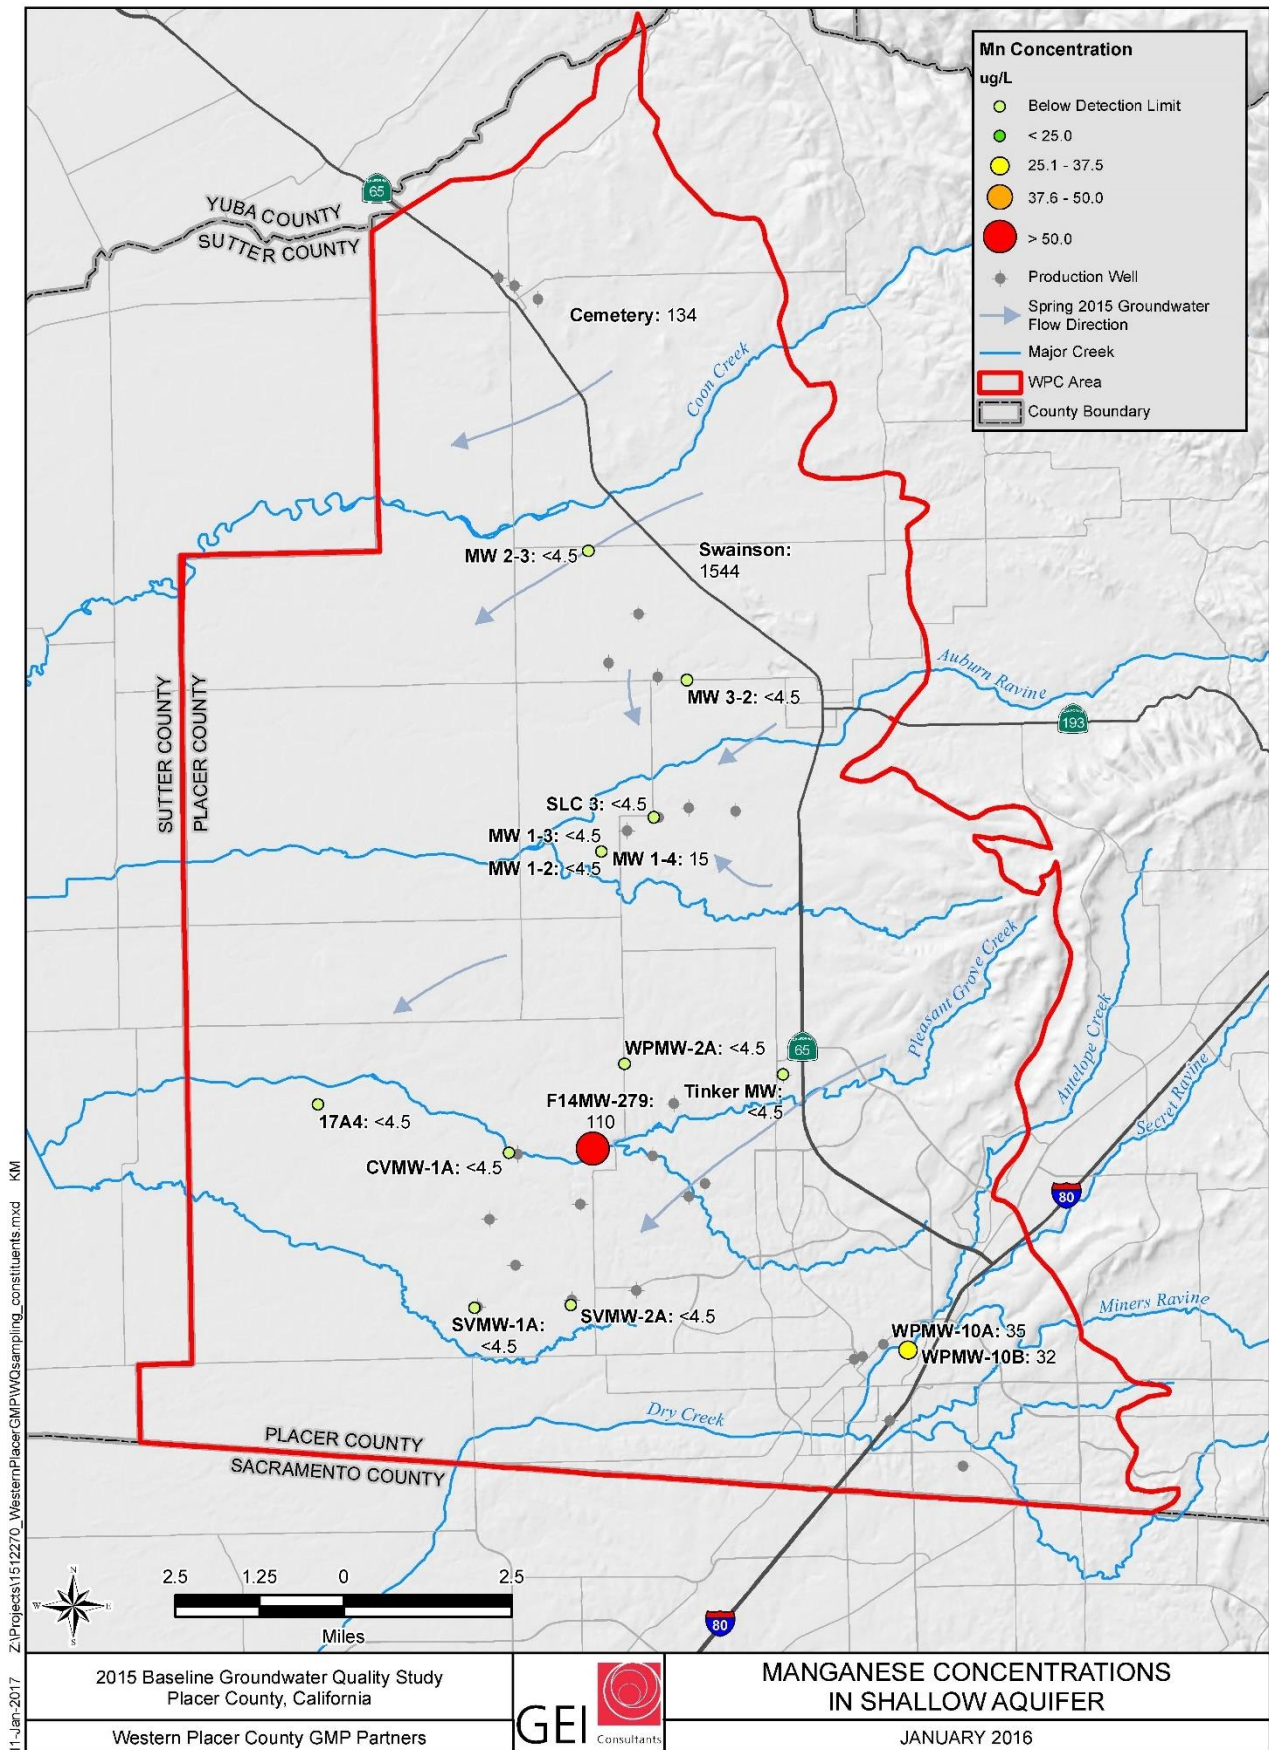 Mn Concentration
ug/L
Below Detection Limit
< 25.0
25.1 - 37.5
37.6 - 50.0
> 50.0
Production Well
Spring 2015 Groundwater
Flow Direction
Major Creek
WPC Area
County Boundary
65
YUBA COUNTY
SUTTER COUNTY
Cemetery: 134
Coon Creek
MW 2-3: <4.5
Swainson:
1544
Auburn Ravine
MW 3-2: <4.5
193
SUTTER COUNTY
PLACER COUNTY
SLC 3: <4.5
MW 1-3: <4.5
MW 1-4: 15
MW 1-2: <4.5
Pleasant Grove Creek
Antelope Creek
Secret Ravine
WPMW-2A: <4.5
65
Tinker MW:
<4.5
F14MW-279:
110
17A4: <4.5
CVMW-1A: <4.5
80
SVMW-1A:
<4.5
SVMW-2A: <4.5
Miners Ravine
WPMW-10A: 35
WPMW-10B: 32
Dry Creek
PLACER COUNTY
SACRAMENTO COUNTY
N
W E
S
2.5 1.25 0 2.5
Miles
80
Z:\Projects\1512270_WesternPlacerGMP\WQsampling_constituents.mxd KM
11-Jan-2017
2015 Baseline Groundwater Quality Study
Placer County, California
Western Placer County GMP Partners
GEI Consultants
MANGANESE CONCENTRATIONS
IN SHALLOW AQUIFER
JANUARY 2016